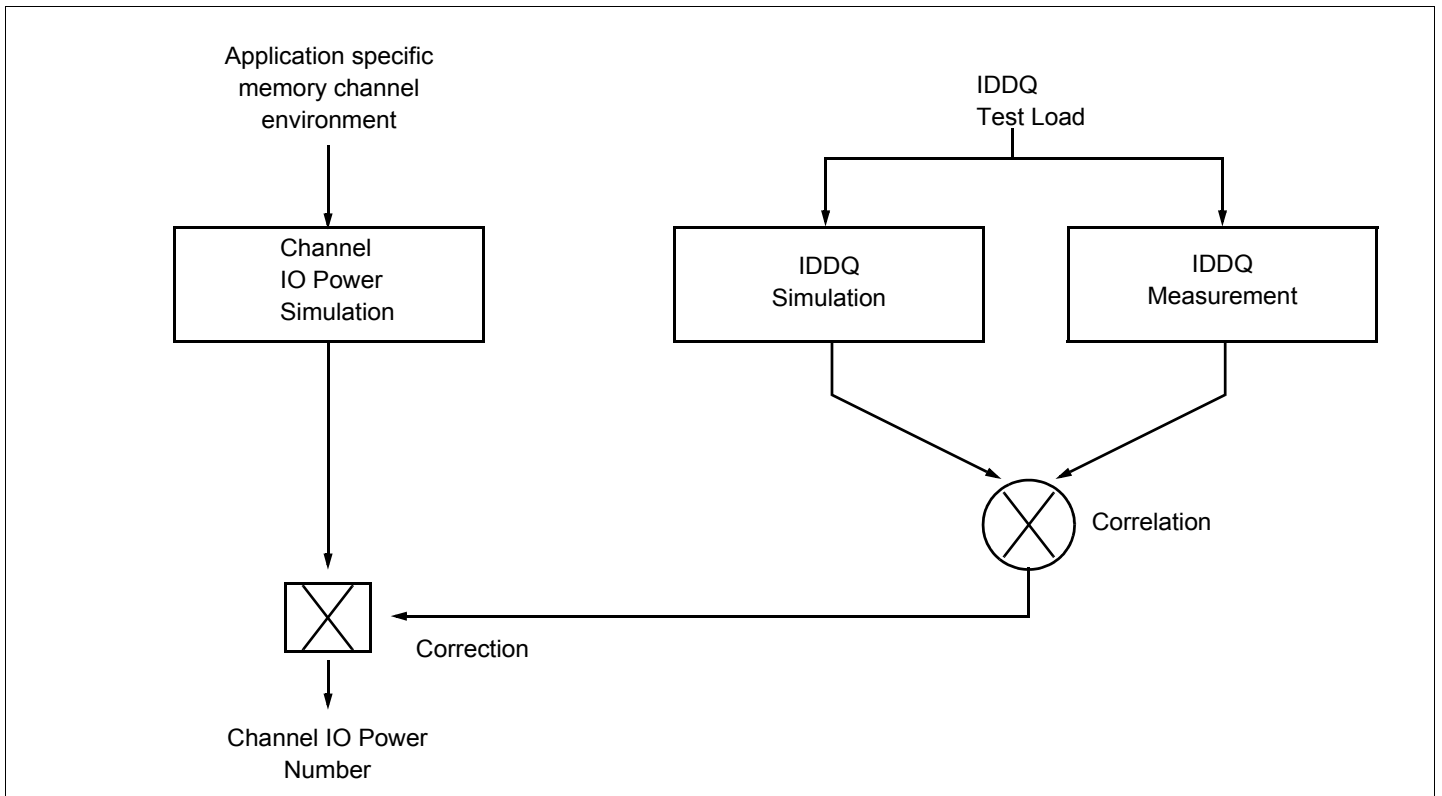 Application specific
memory channel
environment
IDDQ
Test Load
Channel
IO Power
Simulation
IDDQ
Simulation
IDDQ
Measurement
Correlation
Correction
Channel IO Power
Number